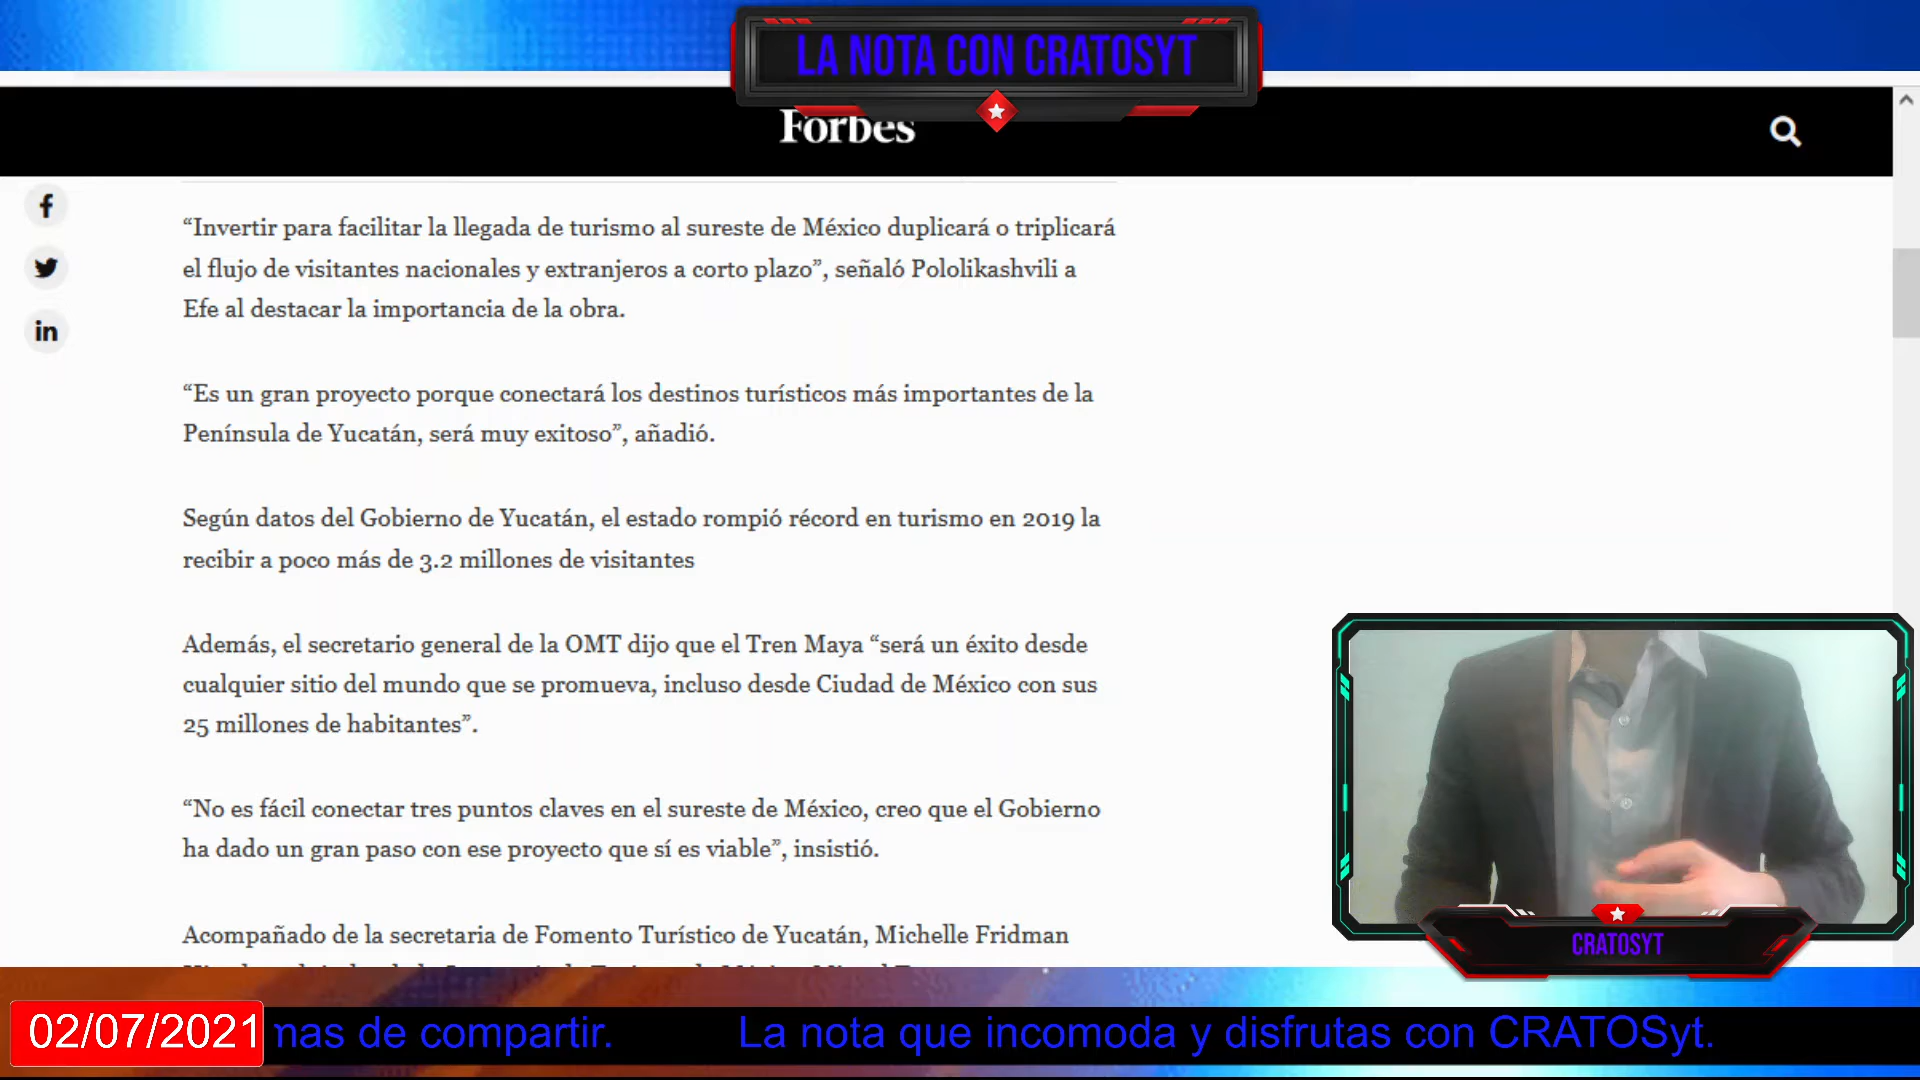 LA NOTA CON CRATOSYT
Forbes
“Invertir para facilitar la llegada de turismo al sureste de México duplicará o triplicará
el flujo de visitantes nacionales y extranjeros a corto plazo”, señaló Pololikashvili a
Efe al destacar la importancia de la obra.
“Es un gran proyecto porque conectará los destinos turísticos más importantes de la
Península de Yucatán, será muy exitoso”, añadió.
Según datos del Gobierno de Yucatán, el estado rompió récord en turismo en 2019 la
recibir a poco más de 3.2 millones de visitantes
Además, el secretario general de la OMT dijo que el Tren Maya “será un éxito desde
cualquier sitio del mundo que se promueva, incluso desde Ciudad de México con sus
25 millones de habitantes”.
“No es fácil conectar tres puntos claves en el sureste de México, creo que el Gobierno
ha dado un gran paso con ese proyecto que sí es viable”, insistió.
Acompañado de la secretaria de Fomento Turístico de Yucatán, Michelle Fridman
CRATOSYT
02/07/2021 mas de compartir. La nota que incomoda y disfrutas con CRATOSyt.